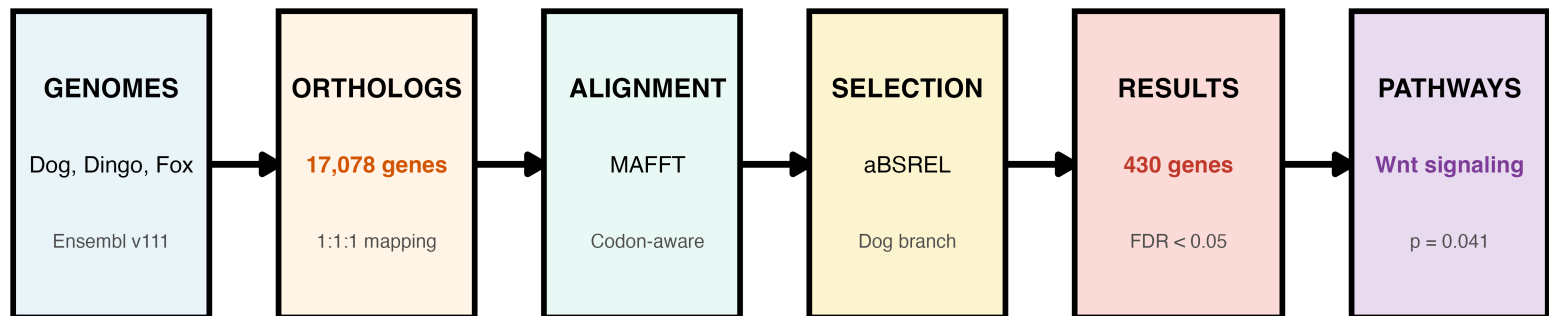 GENOMES
Dog, Dingo, Fox
Ensembl v111
ORTHOLOGS
17,078 genes
1:1:1 mapping
ALIGNMENT
MAFFT
Codon-aware
SELECTION
aBSREL
Dog branch
RESULTS
430 genes
FDR < 0.05
PATHWAYS
Wnt signaling
p = 0.041